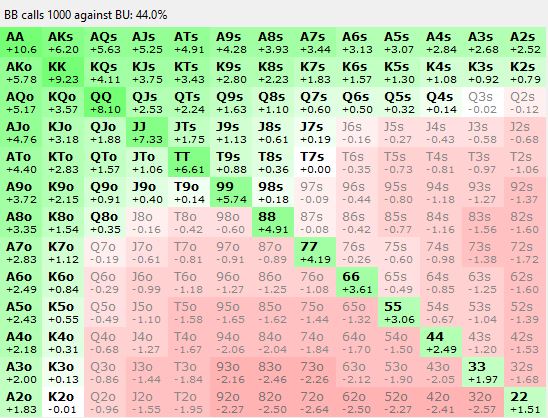 BB calls 1000 against BU: 44.0%
AA AKs AQs AJs ATs A9s A8s A7s A6s A5s A4s A3s A2s
+10.6 +6.20 +5.63 +5.25 +4.91 +4.28 +3.93 +3.44 +3.13 +3.07 +2.84 +2.68 +2.52
AKo KK KQs KJs KTs K9s K8s K7s K6s K5s K4s K3s K2s
+5.78 +9.23 +4.11 +3.75 +3.43 +2.80 +2.23 +1.83 +1.57 +1.30 +1.08 +0.92 +0.79
AQo KQo QQ QJs QTs Q9s Q8s Q7s Q6s Q5s Q4s Q3s Q2s
+5.17 +3.57 +8.10 +2.53 +2.24 +1.63 +1.10 +0.60 +0.50 +0.32 +0.14 -0.02 -0.12
AJo KJo QJo JJ JTs J9s J8s J7s J6s J5s J4s J3s J2s
+4.76 +3.18 +1.88 +7.33 +1.75 +1.13 +0.61 +0.19 -0.16 -0.27 -0.43 -0.58 -0.68
ATo KTo QTo JTo TT T9s T8s T7s T6s T5s T4s T3s T2s
+4.40 +2.83 +1.57 +1.06 +6.61 +0.88 +0.36 +0.00 -0.35 -0.73 -0.81 -0.97 -1.06
A9o K9o Q9o J9o T9o 99 98s 97s 96s 95s 94s 93s 92s
+3.72 +2.15 +0.91 +0.40 +0.14 +5.74 +0.18 -0.09 -0.44 -0.80 -1.18 -1.27 -1.37
A8o K8o Q8o J8o T8o 98o 88 87s 86s 85s 84s 83s 82s
+3.35 +1.54 +0.35 -0.16 -0.42 -0.60 +4.91 -0.08 -0.42 -0.77 -1.16 -1.56 -1.60
A7o K7o Q7o J7o T7o 97o 87o 77 76s 75s 74s 73s 72s
+2.83 +1.12 -0.19 -0.61 -0.81 -0.91 -0.89 +4.19 -0.26 -0.60 -0.98 -1.38 -1.72
A6o K6o Q6o J6o T6o 96o 86o 76o 66 65s 64s 63s 62s
+2.49 +0.84 -0.29 -0.99 -1.18 -1.27 -1.25 -1.08 +3.61 -0.49 -0.85 -1.25 -1.60
A5o K5o Q5o J5o T5o 95o 85o 75o 65o 55 54s 53s 52s
+2.43 +0.55 -0.49 -1.10 -1.58 -1.65 -1.62 -1.44 -1.32 +3.06 -0.67 -1.04 -1.39
A4o K4o Q4o J4o T4o 94o 84o 74o 64o 54o 44 43s 42s
+2.18 +0.31 -0.68 -1.27 -1.67 -2.06 -2.04 -1.84 -1.70 -1.50 +2.49 -1.20 -1.53
A3o K3o Q3o J3o T3o 93o 83o 73o 63o 53o 43o 33 32s
+2.00 +0.13 -0.86 -1.44 -1.84 -2.16 -2.46 -2.26 -2.12 -1.90 -2.05 +1.97 -1.68
A2o K2o Q2o J2o T2o 92o 82o 72o 62o 52o 42o 32o 22
+1.83 -0.01 -0.96 -1.55 -1.95 -2.27 -2.50 -2.64 -2.50 -2.27 -2.41 -2.59 +1.51